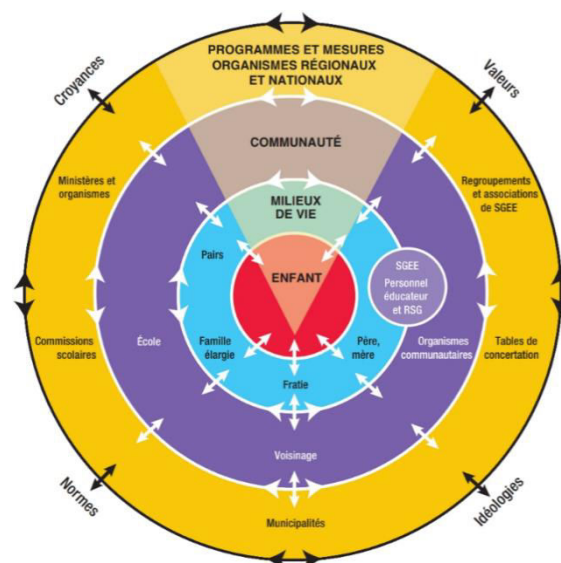 PROGRAMMES ET MESURES
ORGANISMES RÉGIONAUX
ET NATIONAUX
Croyances
Valeurs
COMMUNAUTÉ
Ministères et
organismes
Regroupements et associations
de SGEE
MILIEUX
DE VIE
Pairs
ENFANT
SGEE
Personnel
éducateur
et RSG
Commissions
scolaires
École
Famille
élargie
Père,
mère
Organismes
communautaires
Tables de
concertation
Fratie
Voisinage
Municipalités
Normes
Idéologies